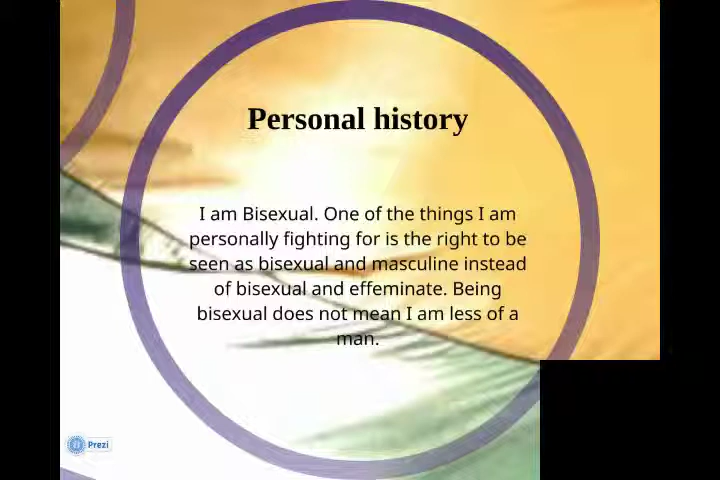 Personal history
I am Bisexual. One of the things I am
personally fighting for is the right to be
seen as bisexual and masculine instead
of bisexual and effeminate. Being
bisexual does not mean I am less of a
man.
Prezi